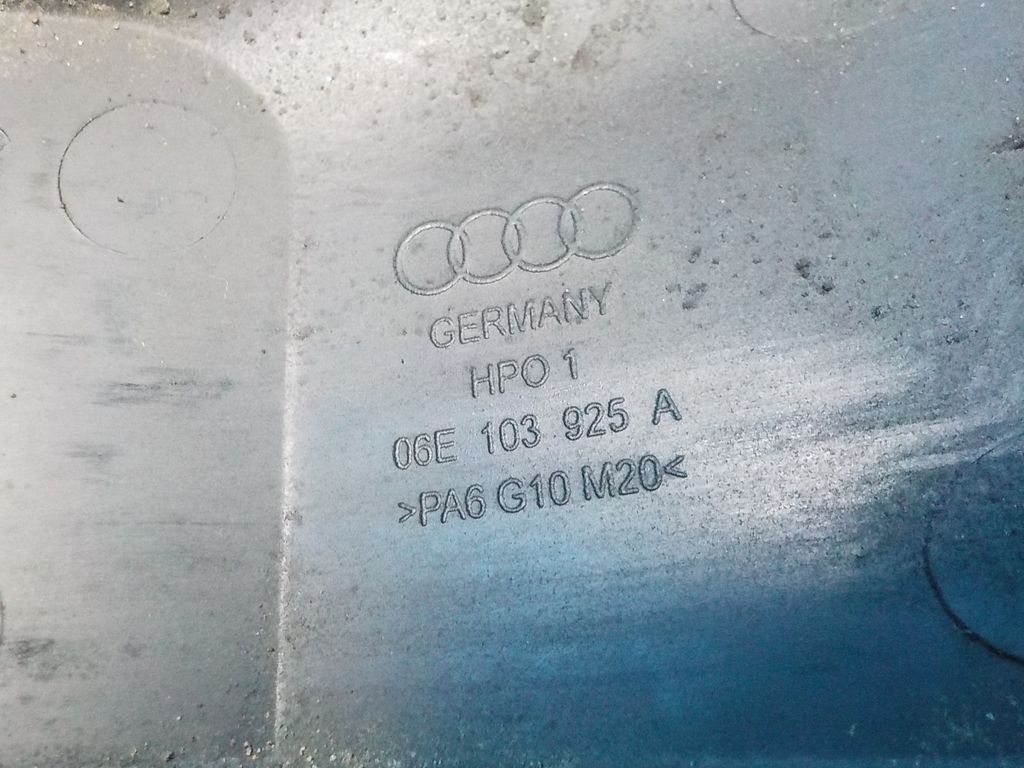 GERMANY
HPO 1
06E 103 925 A
>PA6 G10 M20<